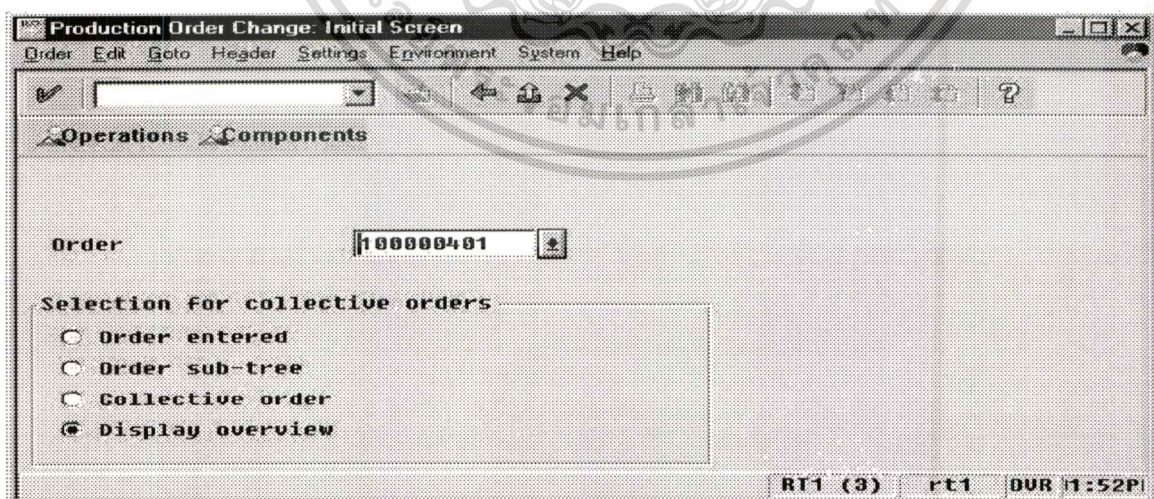 Production Order Change: Initial Screen
Order Edit Goto Header Settings Environment System Help
Operations Components
Order 100000401
Selection for collective orders
Order entered
Order sub-tree
Collective order
Display overview
RT1 (3) rt1 OVR 1:52P